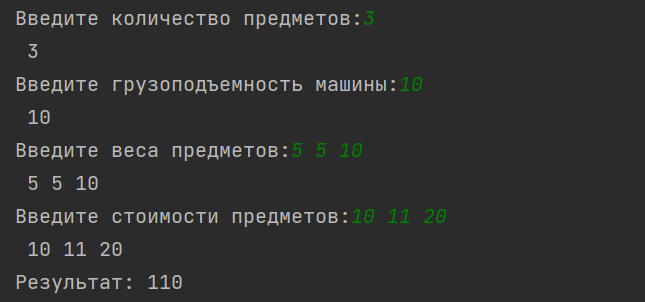 Введите количество предметов:3
3
Введите грузоподъемность машины:10
10
Введите веса предметов:5 5 10
5 5 10
Введите стоимости предметов:10 11 20
10 11 20
Результат: 110